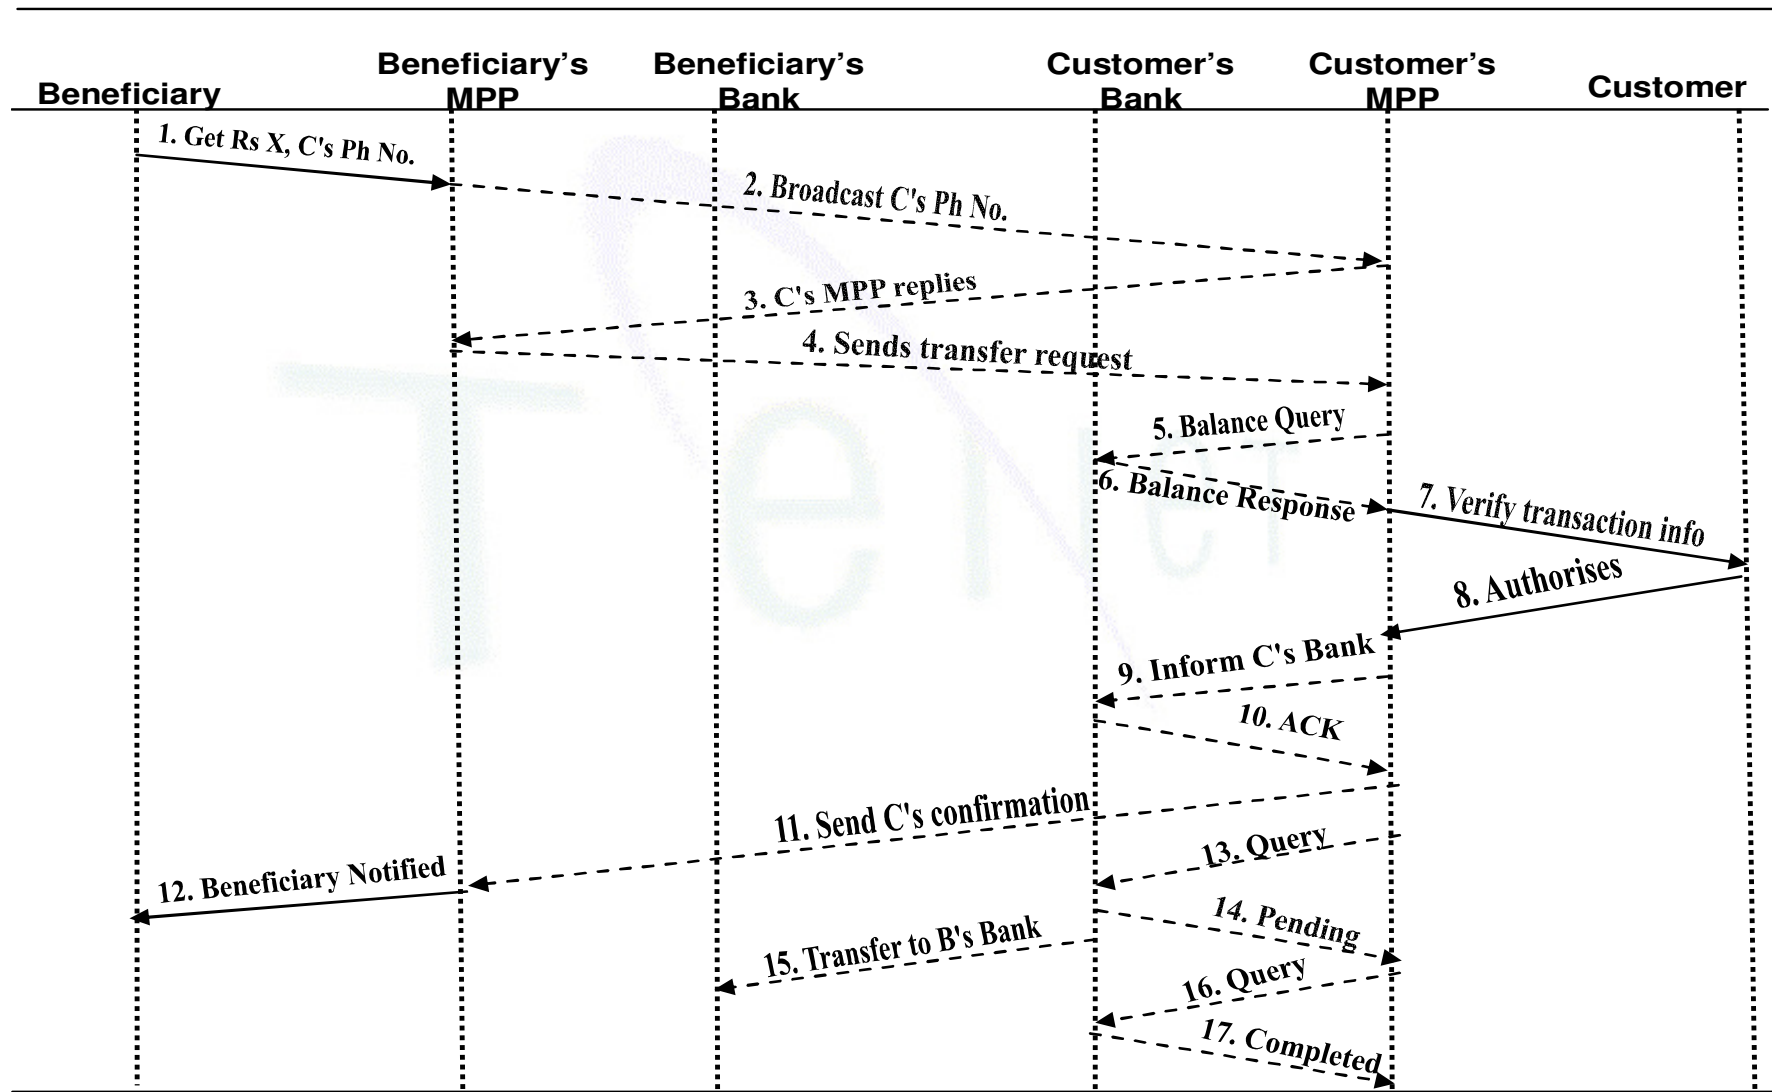 Beneficiary
Beneficiary's
MPP
Beneficiary's
Bank
Customer's
Bank
Customer's
MPP
Customer
1. Get Rs X, C's Ph No.
2. Broadcast C's Ph No.
3. C's MPP replies
4. Sends transfer request
5. Balance Query
6. Balance Response
7. Verify transaction info
8. Authorises
9. Inform C's Bank
10. ACK
11. Send C's confirmation
12. Beneficiary Notified
13. Query
14. Pending
15. Transfer to B's Bank
16. Query
17. Completed
TeNeT